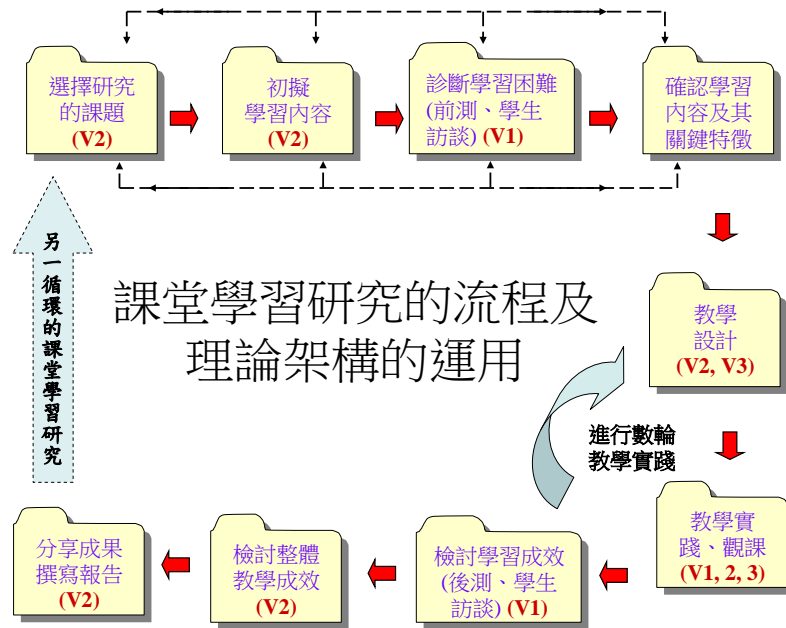 選擇研究
的課題
(V2)
初擬
學習內容
(V2)
診斷學習困難
(前測、學生
訪談) (V1)
確認學習
內容及其
關鍵特徵
課堂學習研究的流程及
理論架構的運用
教學
設計
(V2, V3)
進行數輪
教學實踐
教學實
踐、觀課
(V1, 2, 3)
檢討學習成效
(後測、學生
訪談) (V1)
檢討整體
教學成效
(V2)
分享成果
撰寫報告
(V2)
另一循環的課堂學習研究